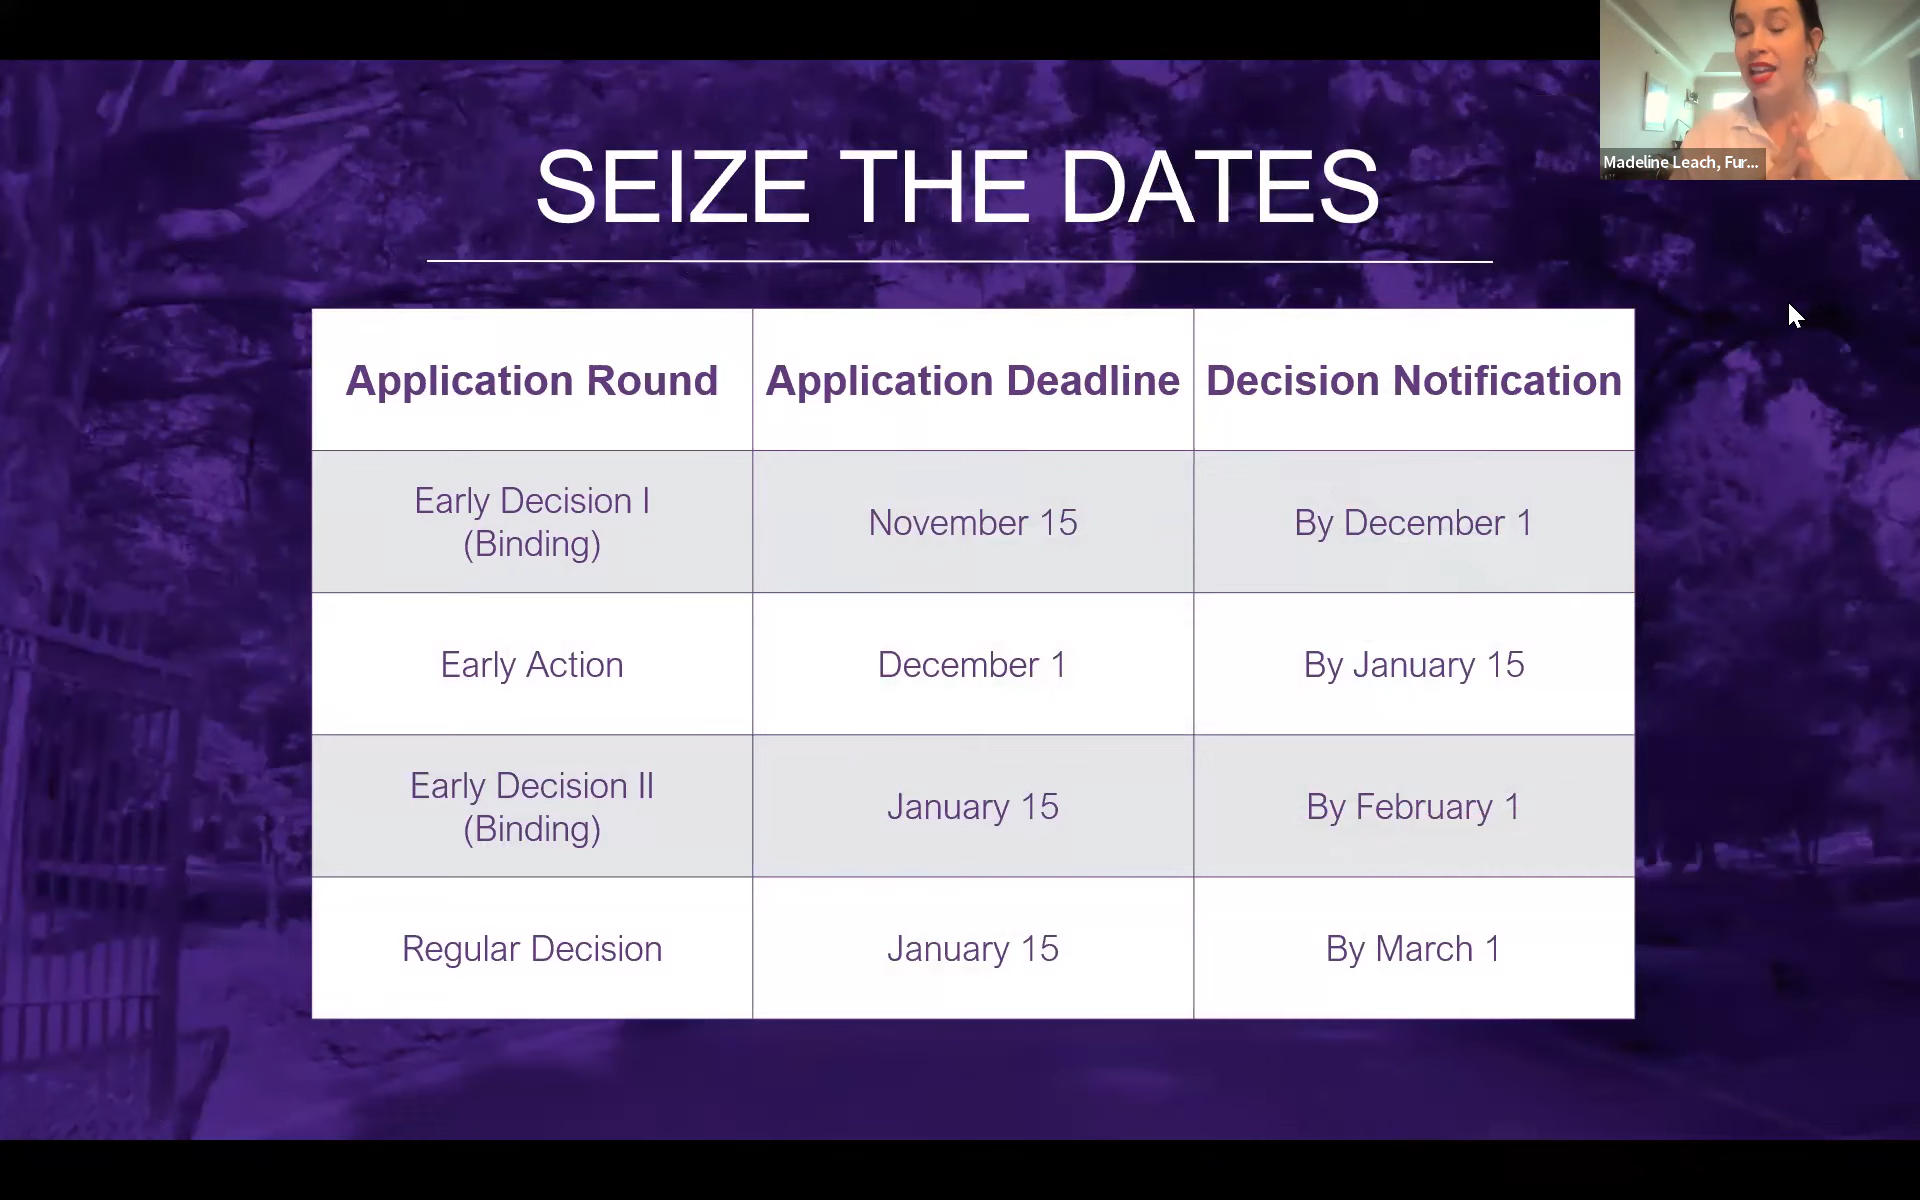 Madeline Leach, Fur...
SEIZE THE DATES
Application Round Application Deadline Decision Notification
Early Decision I
(Binding)
November 15
By December 1
Early Action December 1 By January 15
Early Decision II
(Binding)
January 15
By February 1
Regular Decision January 15 By March 1